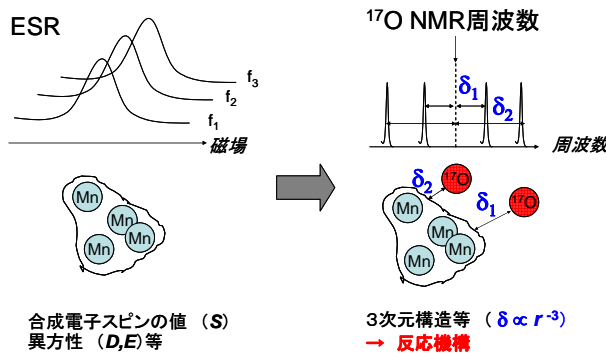 ESR
f3
f2
f1
磁場
Mn
Mn
Mn
Mn
合成電子スピンの値 （S）
異方性 （D,E）等
17O NMR周波数
δ1
δ2
周波数
17O
δ2
17O
δ1
Mn
Mn
Mn
Mn
3次元構造等 （ δ ∝ r -3）
→ 反応機構